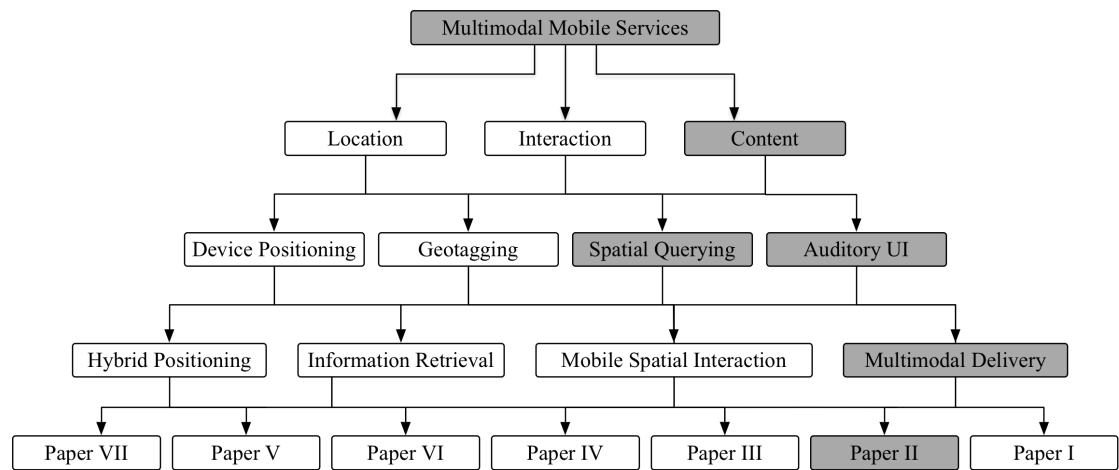 Multimodal Mobile Services
Location
Interaction
Content
Device Positioning
Geotagging
Spatial Querying
Auditory UI
Hybrid Positioning
Information Retrieval
Mobile Spatial Interaction
Multimodal Delivery
Paper VII
Paper V
Paper VI
Paper IV
Paper III
Paper II
Paper I